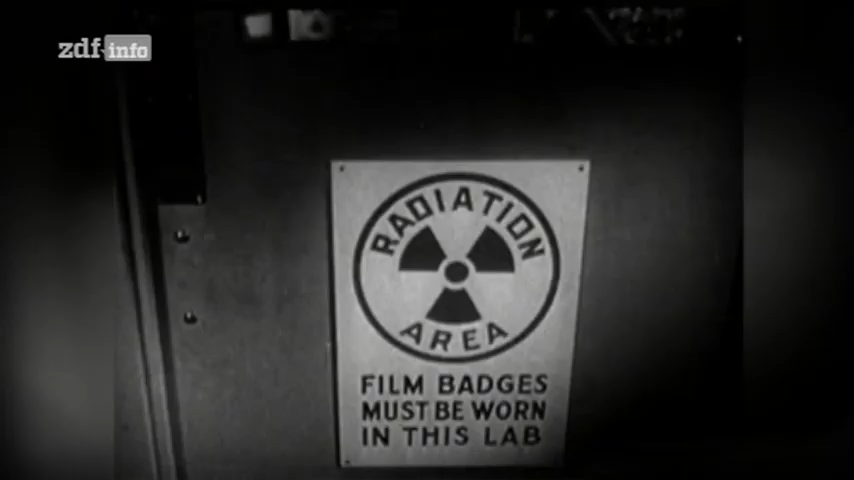 zdf info
RADIATION
AREA
FILM BADGES
MUST BE WORN
IN THIS LAB